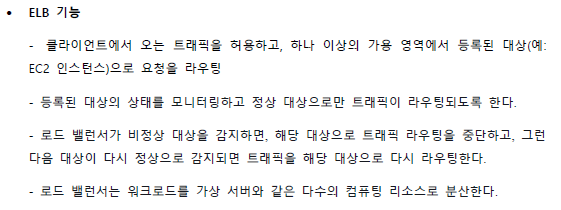 • ELB 기능
- 클라이언트에서 오는 트래픽을 허용하고, 하나 이상의 가용 영역에서 등록된 대상(예:
EC2 인스턴스)으로 요청을 라우팅
- 등록된 대상의 상태를 모니터링하고 정상 대상으로만 트래픽이 라우팅되도록 한다.
- 로드 밸런서가 비정상 대상을 감지하면, 해당 대상으로 트래픽 라우팅을 중단하고, 그런
다음 대상이 다시 정상으로 감지되면 트래픽을 해당 대상으로 다시 라우팅한다.
- 로드 밸런서는 워크로드를 가상 서버와 같은 다수의 컴퓨팅 리소스로 분산한다.